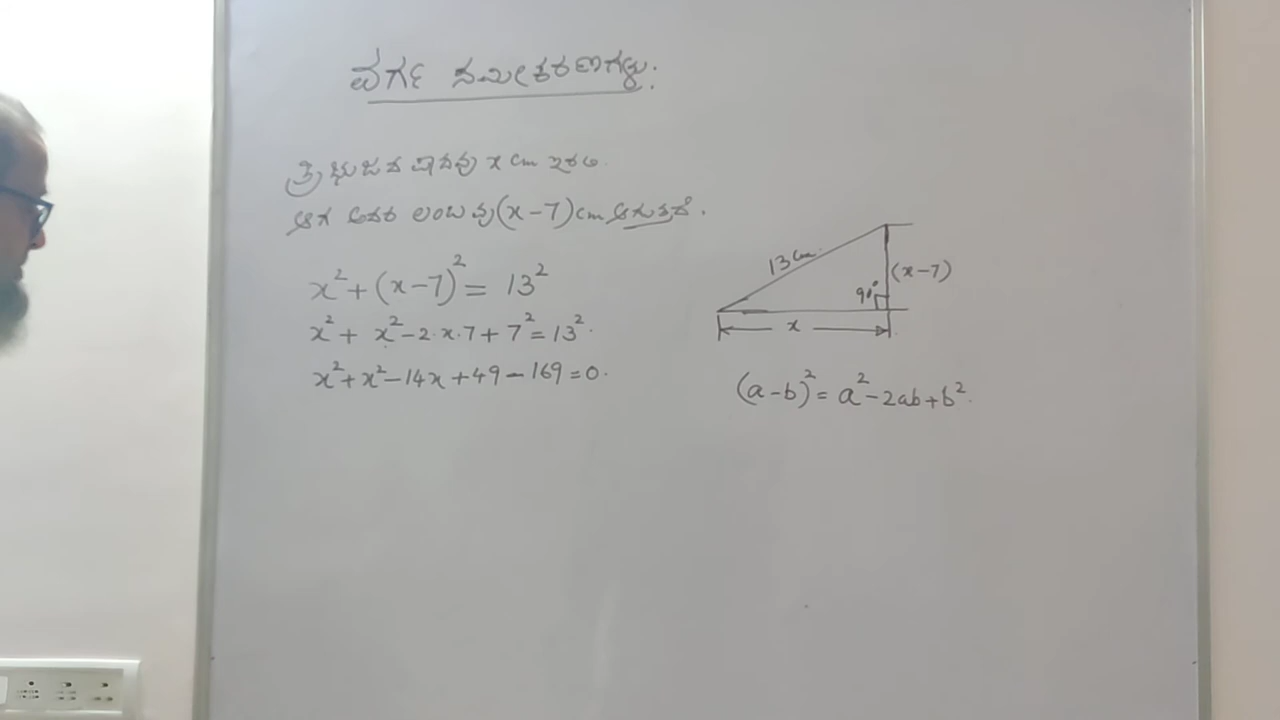 ವರ್ಗ ಸಮೀಕರಣಗಳು.
ತ್ರಿಭುಜದ ಪಾದವು x cm ಇರಲಿ.
ಆಗ ಅದರ ಲಂಬವು (x-7) cm ಆಗುತ್ತದೆ.
x² + (x-7)² = 13²
x² + x² - 2·x·7 + 7² = 13².
x² + x² - 14x + 49 - 169 = 0.
13 cm.
(x-7)
90°
x
(a-b)² = a² - 2ab + b².